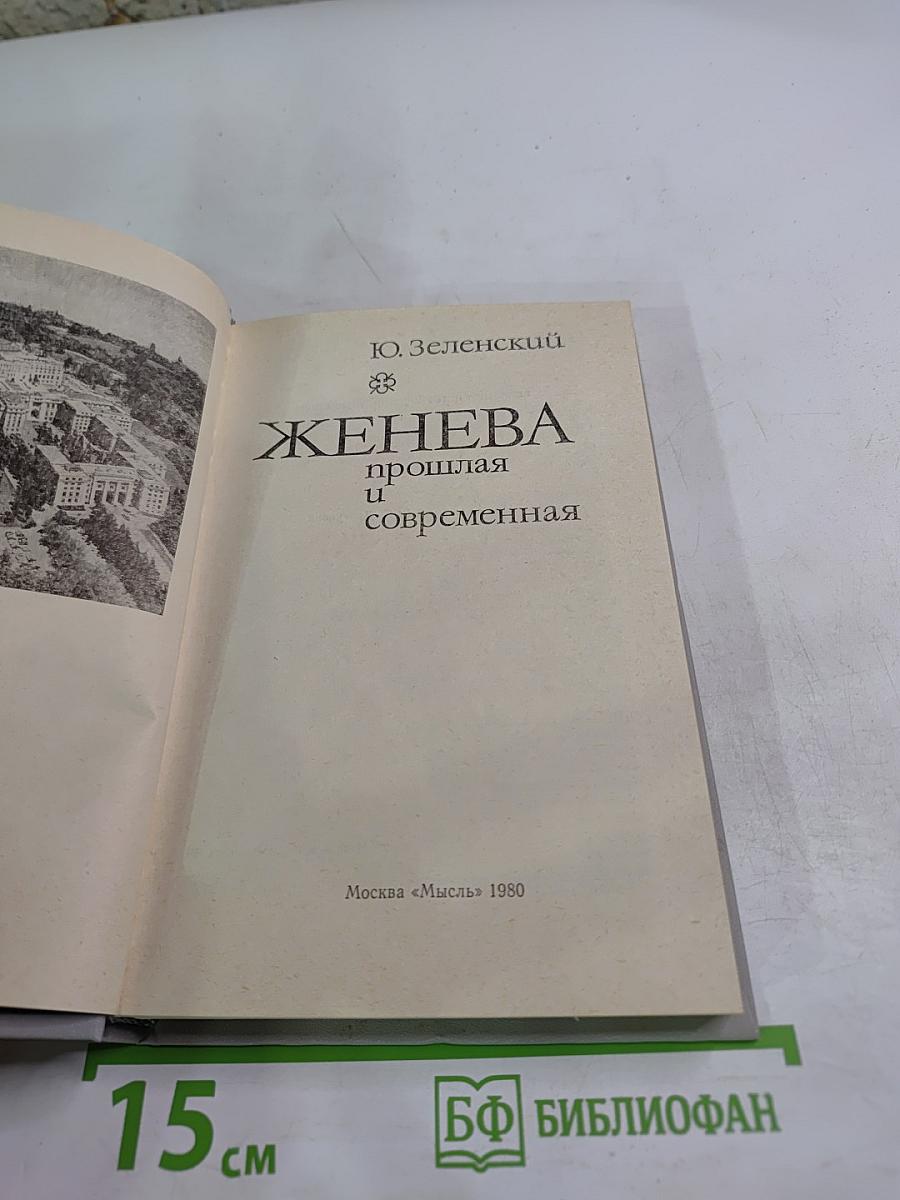 Ю. Зеленский
ЖЕНЕВА
прошлая
и
современная
Москва «Мысль» 1980
15 см
БФ БИБЛИОФАН